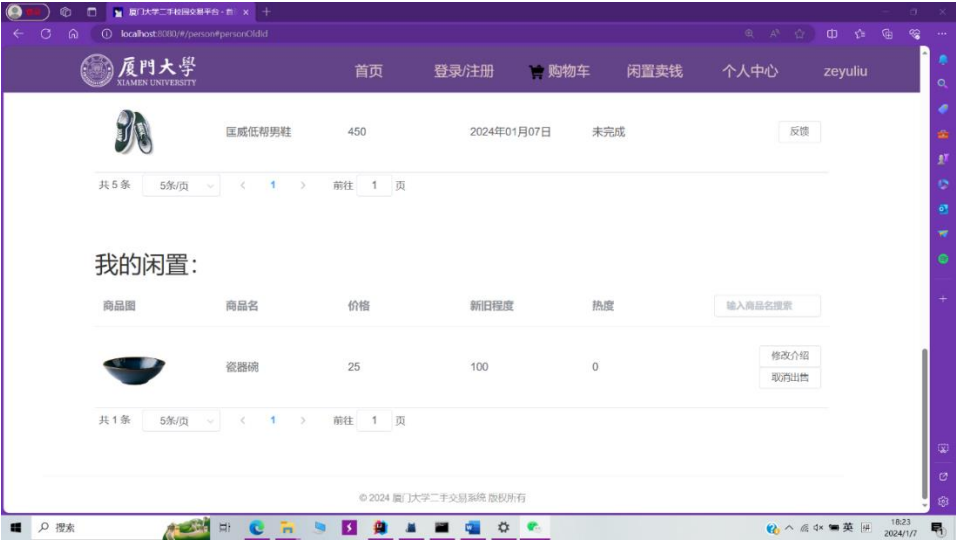 厦门大学二手校园交易平台
localhost:8080/#/person#personOldid
厦門大學
XIAMEN UNIVERSITY
首页 登录/注册 购物车 闲置卖钱 个人中心 zeyuliu
匡威低帮男鞋 450 2024年01月07日 未完成 反馈
共 5 条 5条/页 < 1 > 前往 1 页
我的闲置：
商品图 商品名 价格 新旧程度 热度 输入商品名搜索
瓷器碗 25 100 0 修改介绍
取消出售
共 1 条 5条/页 < 1 > 前往 1 页
© 2024 厦门大学二手交易系统 版权所有
搜索 英 拼 18:23
2024/1/7